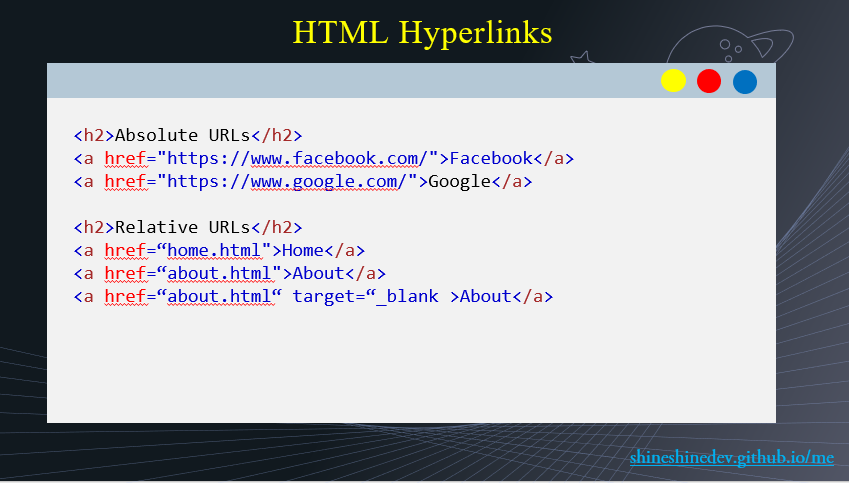 HTML Hyperlinks
<h2>Absolute URLs</h2>
<a href="https://www.facebook.com/">Facebook</a>
<a href="https://www.google.com/">Google</a>
<h2>Relative URLs</h2>
<a href=“home.html">Home</a>
<a href=“about.html">About</a>
<a href=“about.html“ target=“_blank >About</a>
shineshinedev.github.io/me